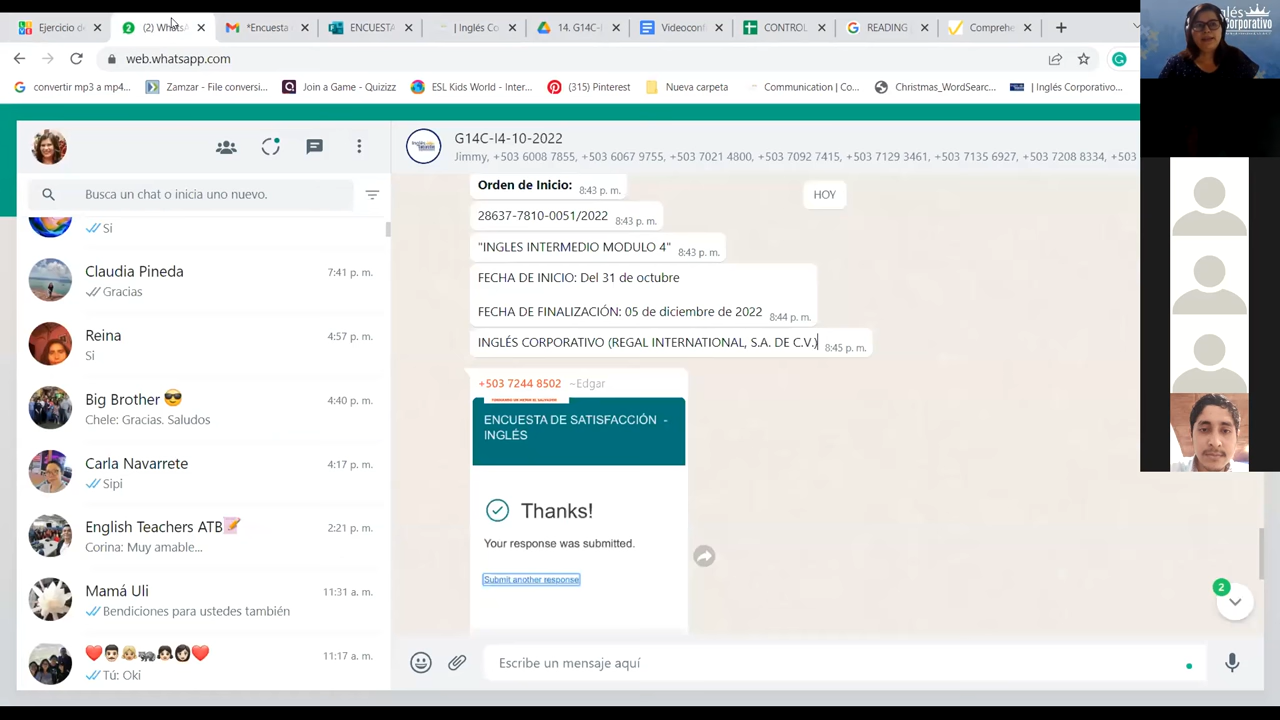 Ejercicio de
(2) WhatsA
*Encuesta
ENCUESTA
| Inglés Co
14. G14C-I
Videoconf
CONTROL
READING
Comprehe
web.whatsapp.com
convertir mp3 a mp4...
Zamzar - File conversi...
Join a Game - Quizizz
ESL Kids World - Inter...
(315) Pinterest
Nueva carpeta
Communication | Co...
Christmas_WordSearc...
| Inglés Corporativo...
G14C-I4-10-2022
Jimmy, +503 6008 7855, +503 6067 9755, +503 7021 4800, +503 7092 7415, +503 7129 3461, +503 7135 6927, +503 7208 8334, +503
Busca un chat o inicia uno nuevo.
Si
Claudia Pineda 7:41 p. m.
Gracias
Reina 4:57 p. m.
Si
Big Brother 😎 4:40 p. m.
Chele: Gracias. Saludos
Carla Navarrete 4:17 p. m.
Sipi
English Teachers ATB📝 2:21 p. m.
Corina: Muy amable...
Mamá Uli 11:31 a. m.
Bendiciones para ustedes también
11:17 a. m.
Tú: Oki
HOY
Orden de Inicio: 8:43 p. m.
28637-7810-0051/2022 8:43 p. m.
"INGLES INTERMEDIO MODULO 4" 8:43 p. m.
FECHA DE INICIO: Del 31 de octubre
FECHA DE FINALIZACIÓN: 05 de diciembre de 2022 8:44 p. m.
INGLÉS CORPORATIVO (REGAL INTERNATIONAL, S.A. DE C.V.) 8:45 p. m.
+503 7244 8502 ~Edgar
ENCUESTA DE SATISFACCIÓN -
INGLÉS
Thanks!
Your response was submitted.
Submit another response
2
Escribe un mensaje aquí
Inglés
Corporativo